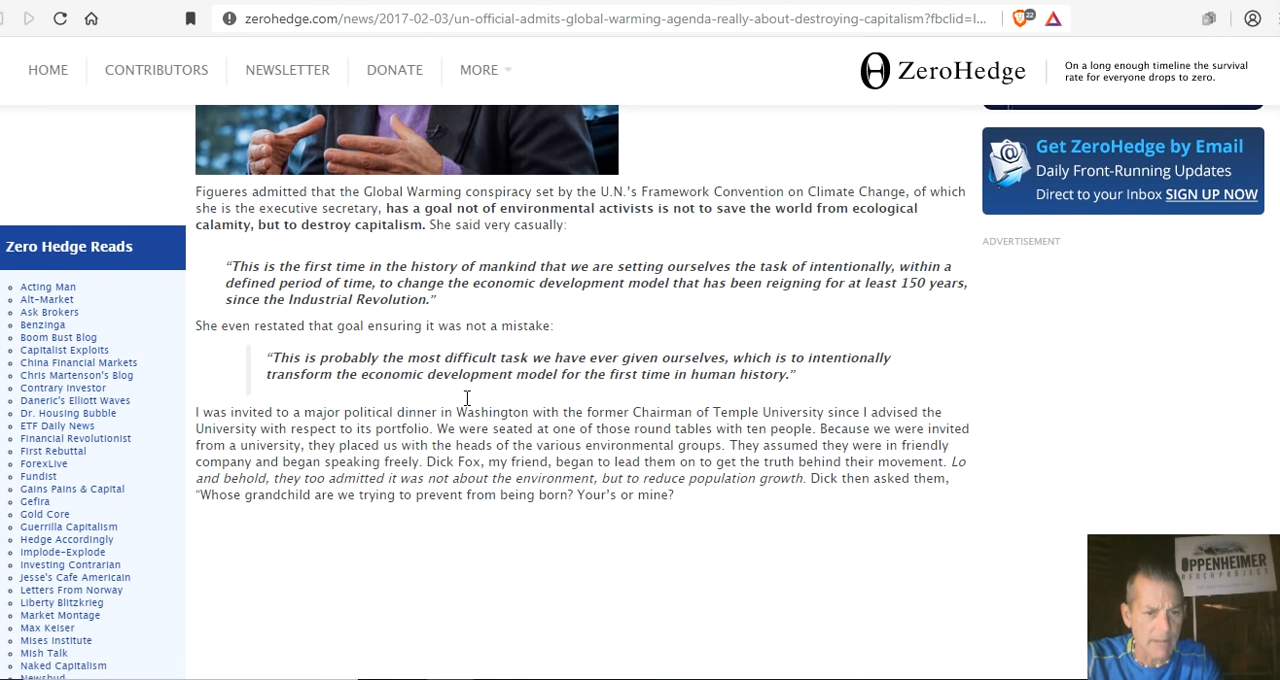 zerohedge.com/news/2017-02-03/un-official-admits-global-warming-agenda-really-about-destroying-capitalism?fbclid=I...
22
HOME
CONTRIBUTORS
NEWSLETTER
DONATE
MORE
ZeroHedge
On a long enough timeline the survival
rate for everyone drops to zero.
Get ZeroHedge by Email
Daily Front-Running Updates
Direct to your Inbox SIGN UP NOW
ADVERTISEMENT
Figueres admitted that the Global Warming conspiracy set by the U.N.'s Framework Convention on Climate Change, of which
she is the executive secretary, has a goal not of environmental activists is not to save the world from ecological
calamity, but to destroy capitalism. She said very casually:
“This is the first time in the history of mankind that we are setting ourselves the task of intentionally, within a
defined period of time, to change the economic development model that has been reigning for at least 150 years,
since the Industrial Revolution.”
She even restated that goal ensuring it was not a mistake:
“This is probably the most difficult task we have ever given ourselves, which is to intentionally
transform the economic development model for the first time in human history.”
I was invited to a major political dinner in Washington with the former Chairman of Temple University since I advised the
University with respect to its portfolio. We were seated at one of those round tables with ten people. Because we were invited
from a university, they placed us with the heads of the various environmental groups. They assumed they were in friendly
company and began speaking freely. Dick Fox, my friend, began to lead them on to get the truth behind their movement. Lo
and behold, they too admitted it was not about the environment, but to reduce population growth. Dick then asked them,
“Whose grandchild are we trying to prevent from being born? Your's or mine?
Zero Hedge Reads
Acting Man
Alt-Market
Ask Brokers
Benzinga
Boom Bust Blog
Capitalist Exploits
China Financial Markets
Chris Martenson's Blog
Contrary Investor
Daneric's Elliott Waves
Dr. Housing Bubble
ETF Daily News
Financial Revolutionist
First Rebuttal
ForexLive
Fundist
Gains Pains & Capital
Gefira
Gold Core
Guerrilla Capitalism
Hedge Accordingly
Implode-Explode
Investing Contrarian
Jesse's Cafe Americain
Letters From Norway
Liberty Blitzkrieg
Market Montage
Max Keiser
Mises Institute
Mish Talk
Naked Capitalism
Newsbud
OPPENHEIMER